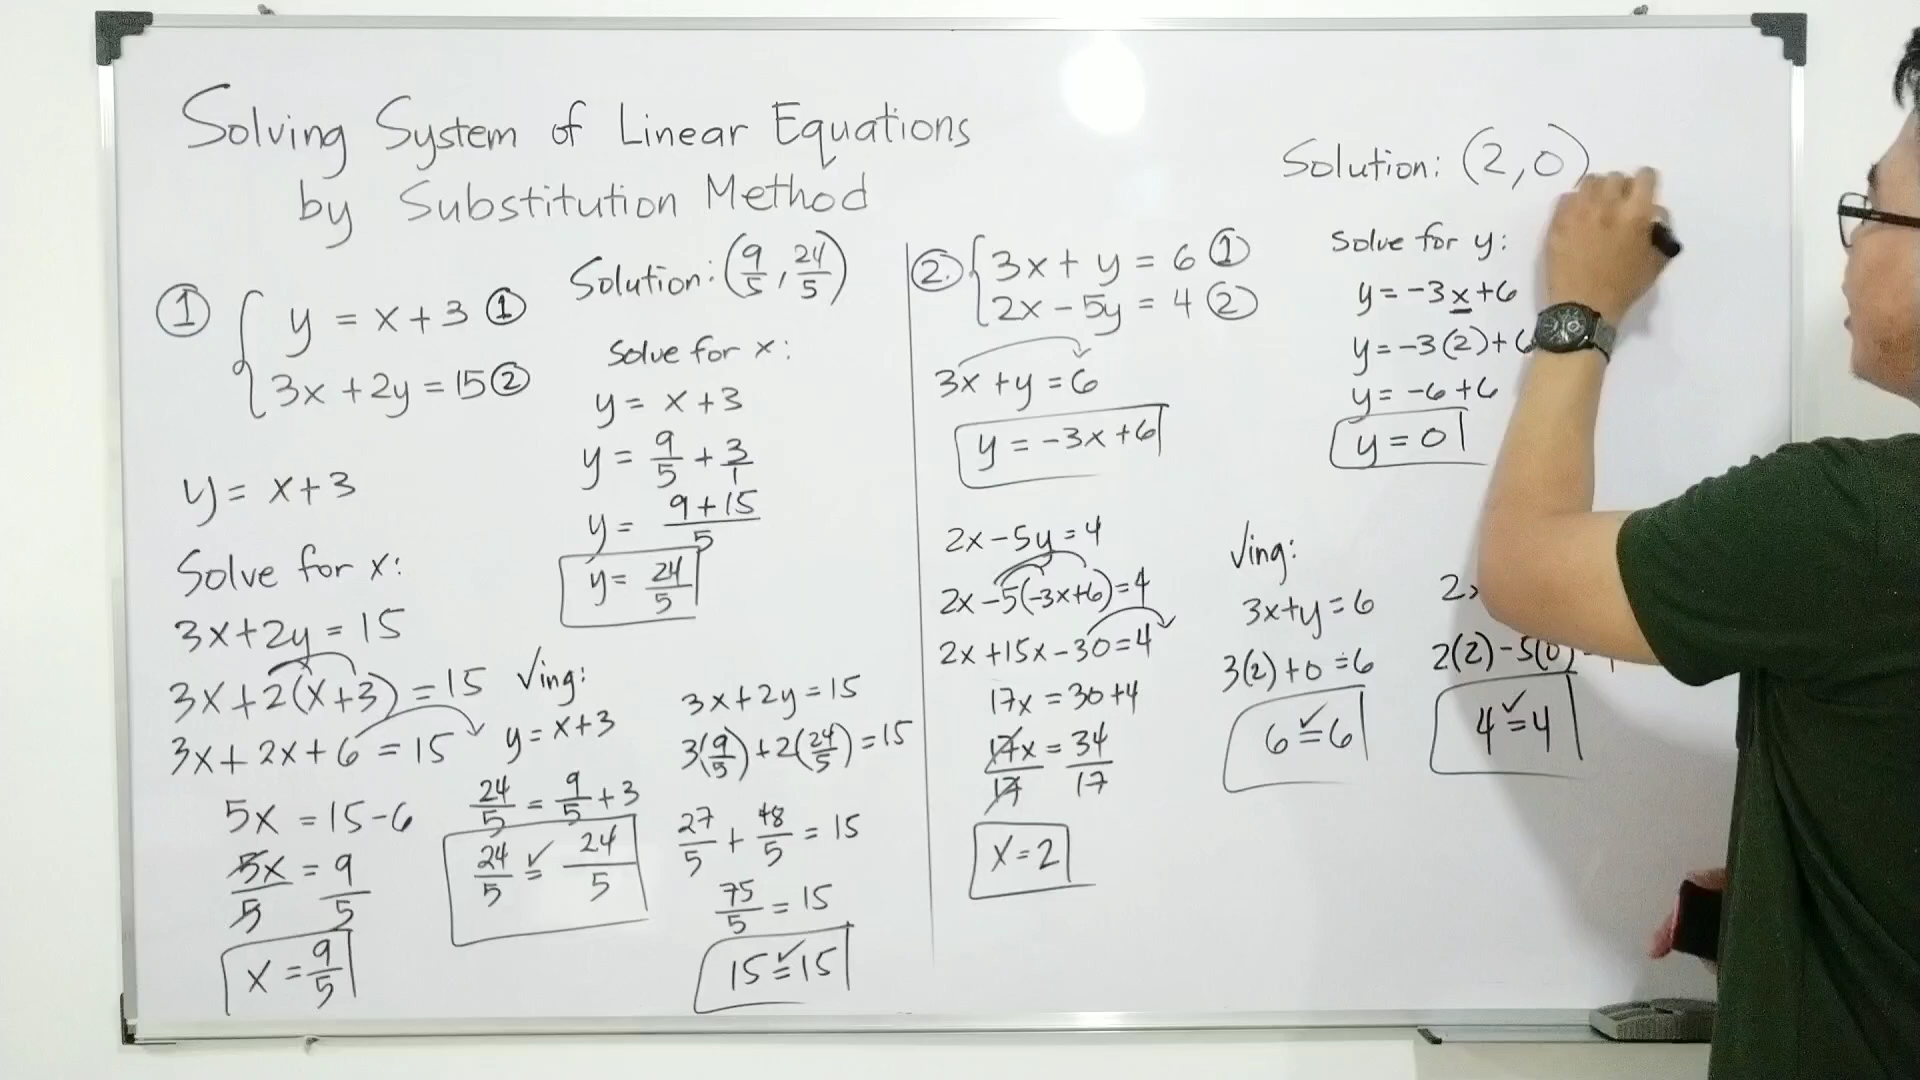 Solving System of Linear Equations
by Substitution Method
① { y = x + 3 ①
3x + 2y = 15 ②
y = x + 3
Solve for x:
3x + 2y = 15
3x + 2(x + 3) = 15
3x + 2x + 6 = 15
5x = 15 - 6
5x/5 = 9/5
x = 9/5
Solution: (9/5, 24/5)
Solve for x:
y = x + 3
y = 9/5 + 3/1
y = (9 + 15)/5
y = 24/5
√ing:
y = x + 3
24/5 = 9/5 + 3
24/5 = ✓ 24/5
3x + 2y = 15
3(9/5) + 2(24/5) = 15
27/5 + 48/5 = 15
75/5 = 15
15 = ✓ 15
②. { 3x + y = 6 ①
2x - 5y = 4 ②
3x + y = 6
y = -3x + 6
2x - 5y = 4
2x - 5(-3x + 6) = 4
2x + 15x - 30 = 4
17x = 30 + 4
17x/17 = 34/17
x = 2
Solution: (2, 0)
Solve for y:
y = -3x + 6
y = -3(2) + 6
y = -6 + 6
y = 0
√ing:
3x + y = 6
3(2) + 0 = 6
6 = ✓ 6
2(2) - 5(0)
4 = ✓ 4